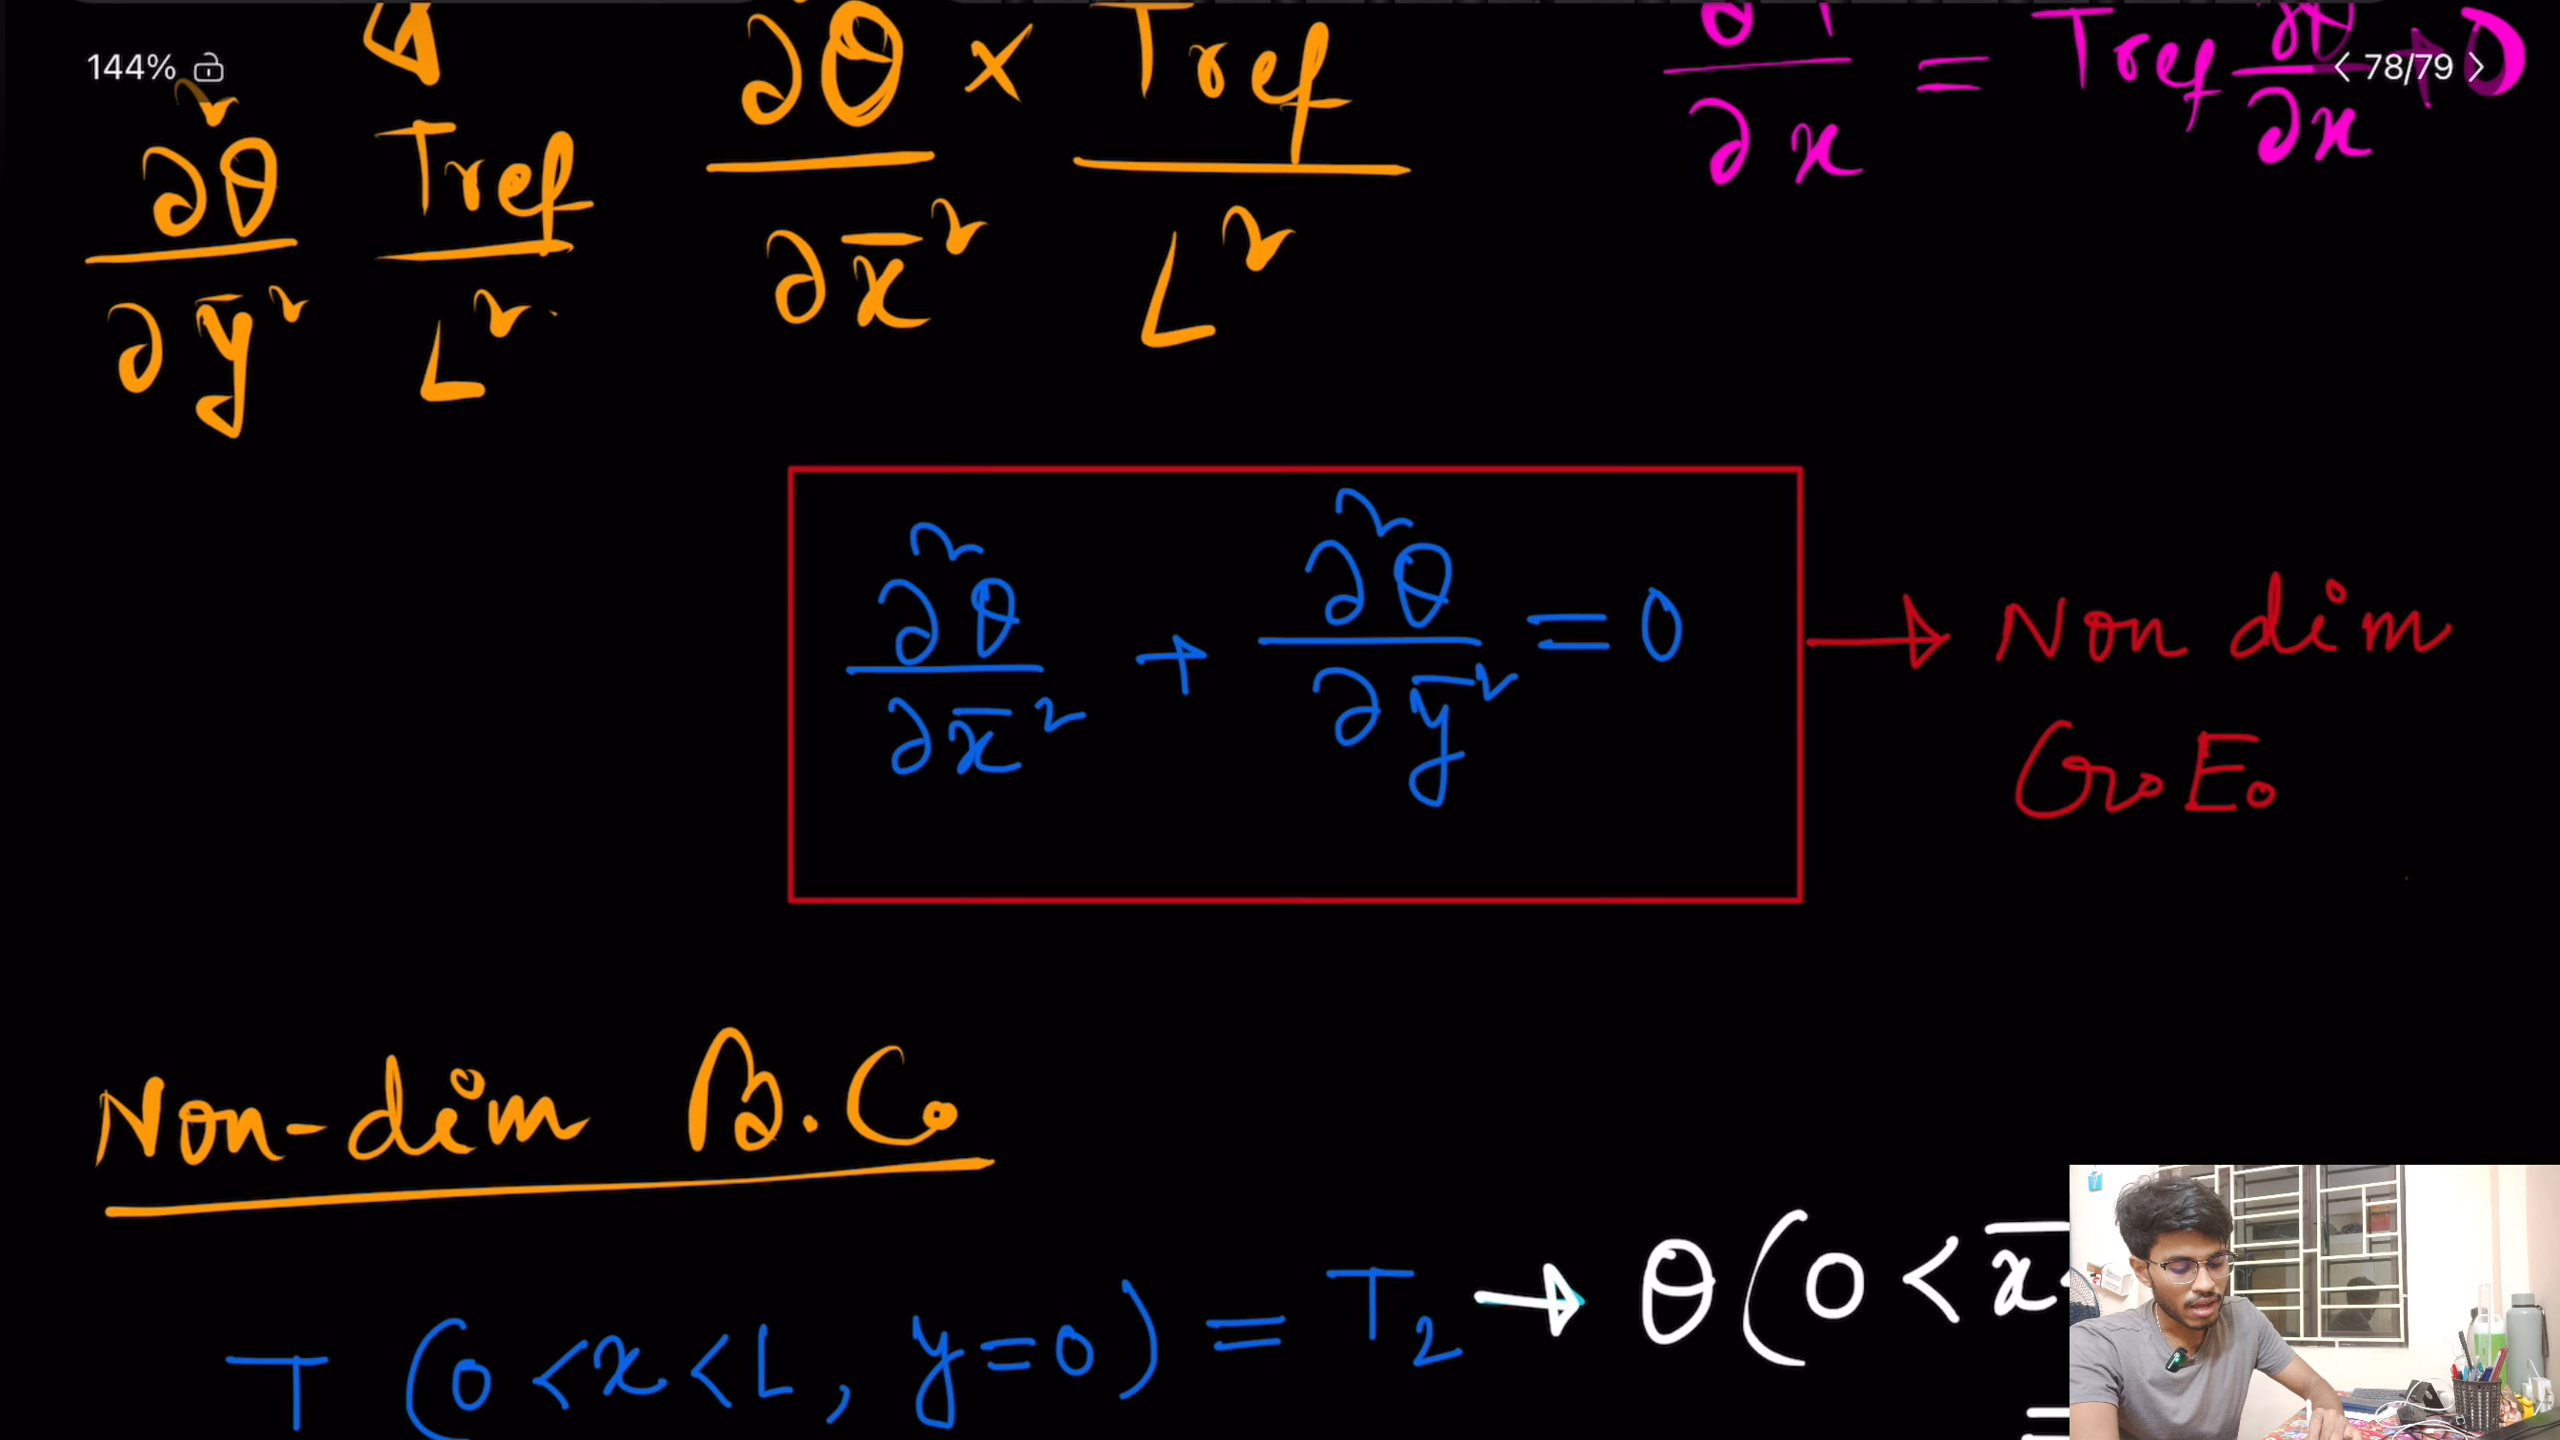 144%
78/79
∂θ × Tref
∂x̄² L²
∂²θ Tref
∂ȳ² L²
∂x = Tref ∂θ
∂x
∂²θ/∂x̄² + ∂²θ/∂ȳ² = 0 → Non dim
G.E.
Non-dim B.C.
T (0 < x < L, y = 0) = T₂ → θ (0 < x̄
=